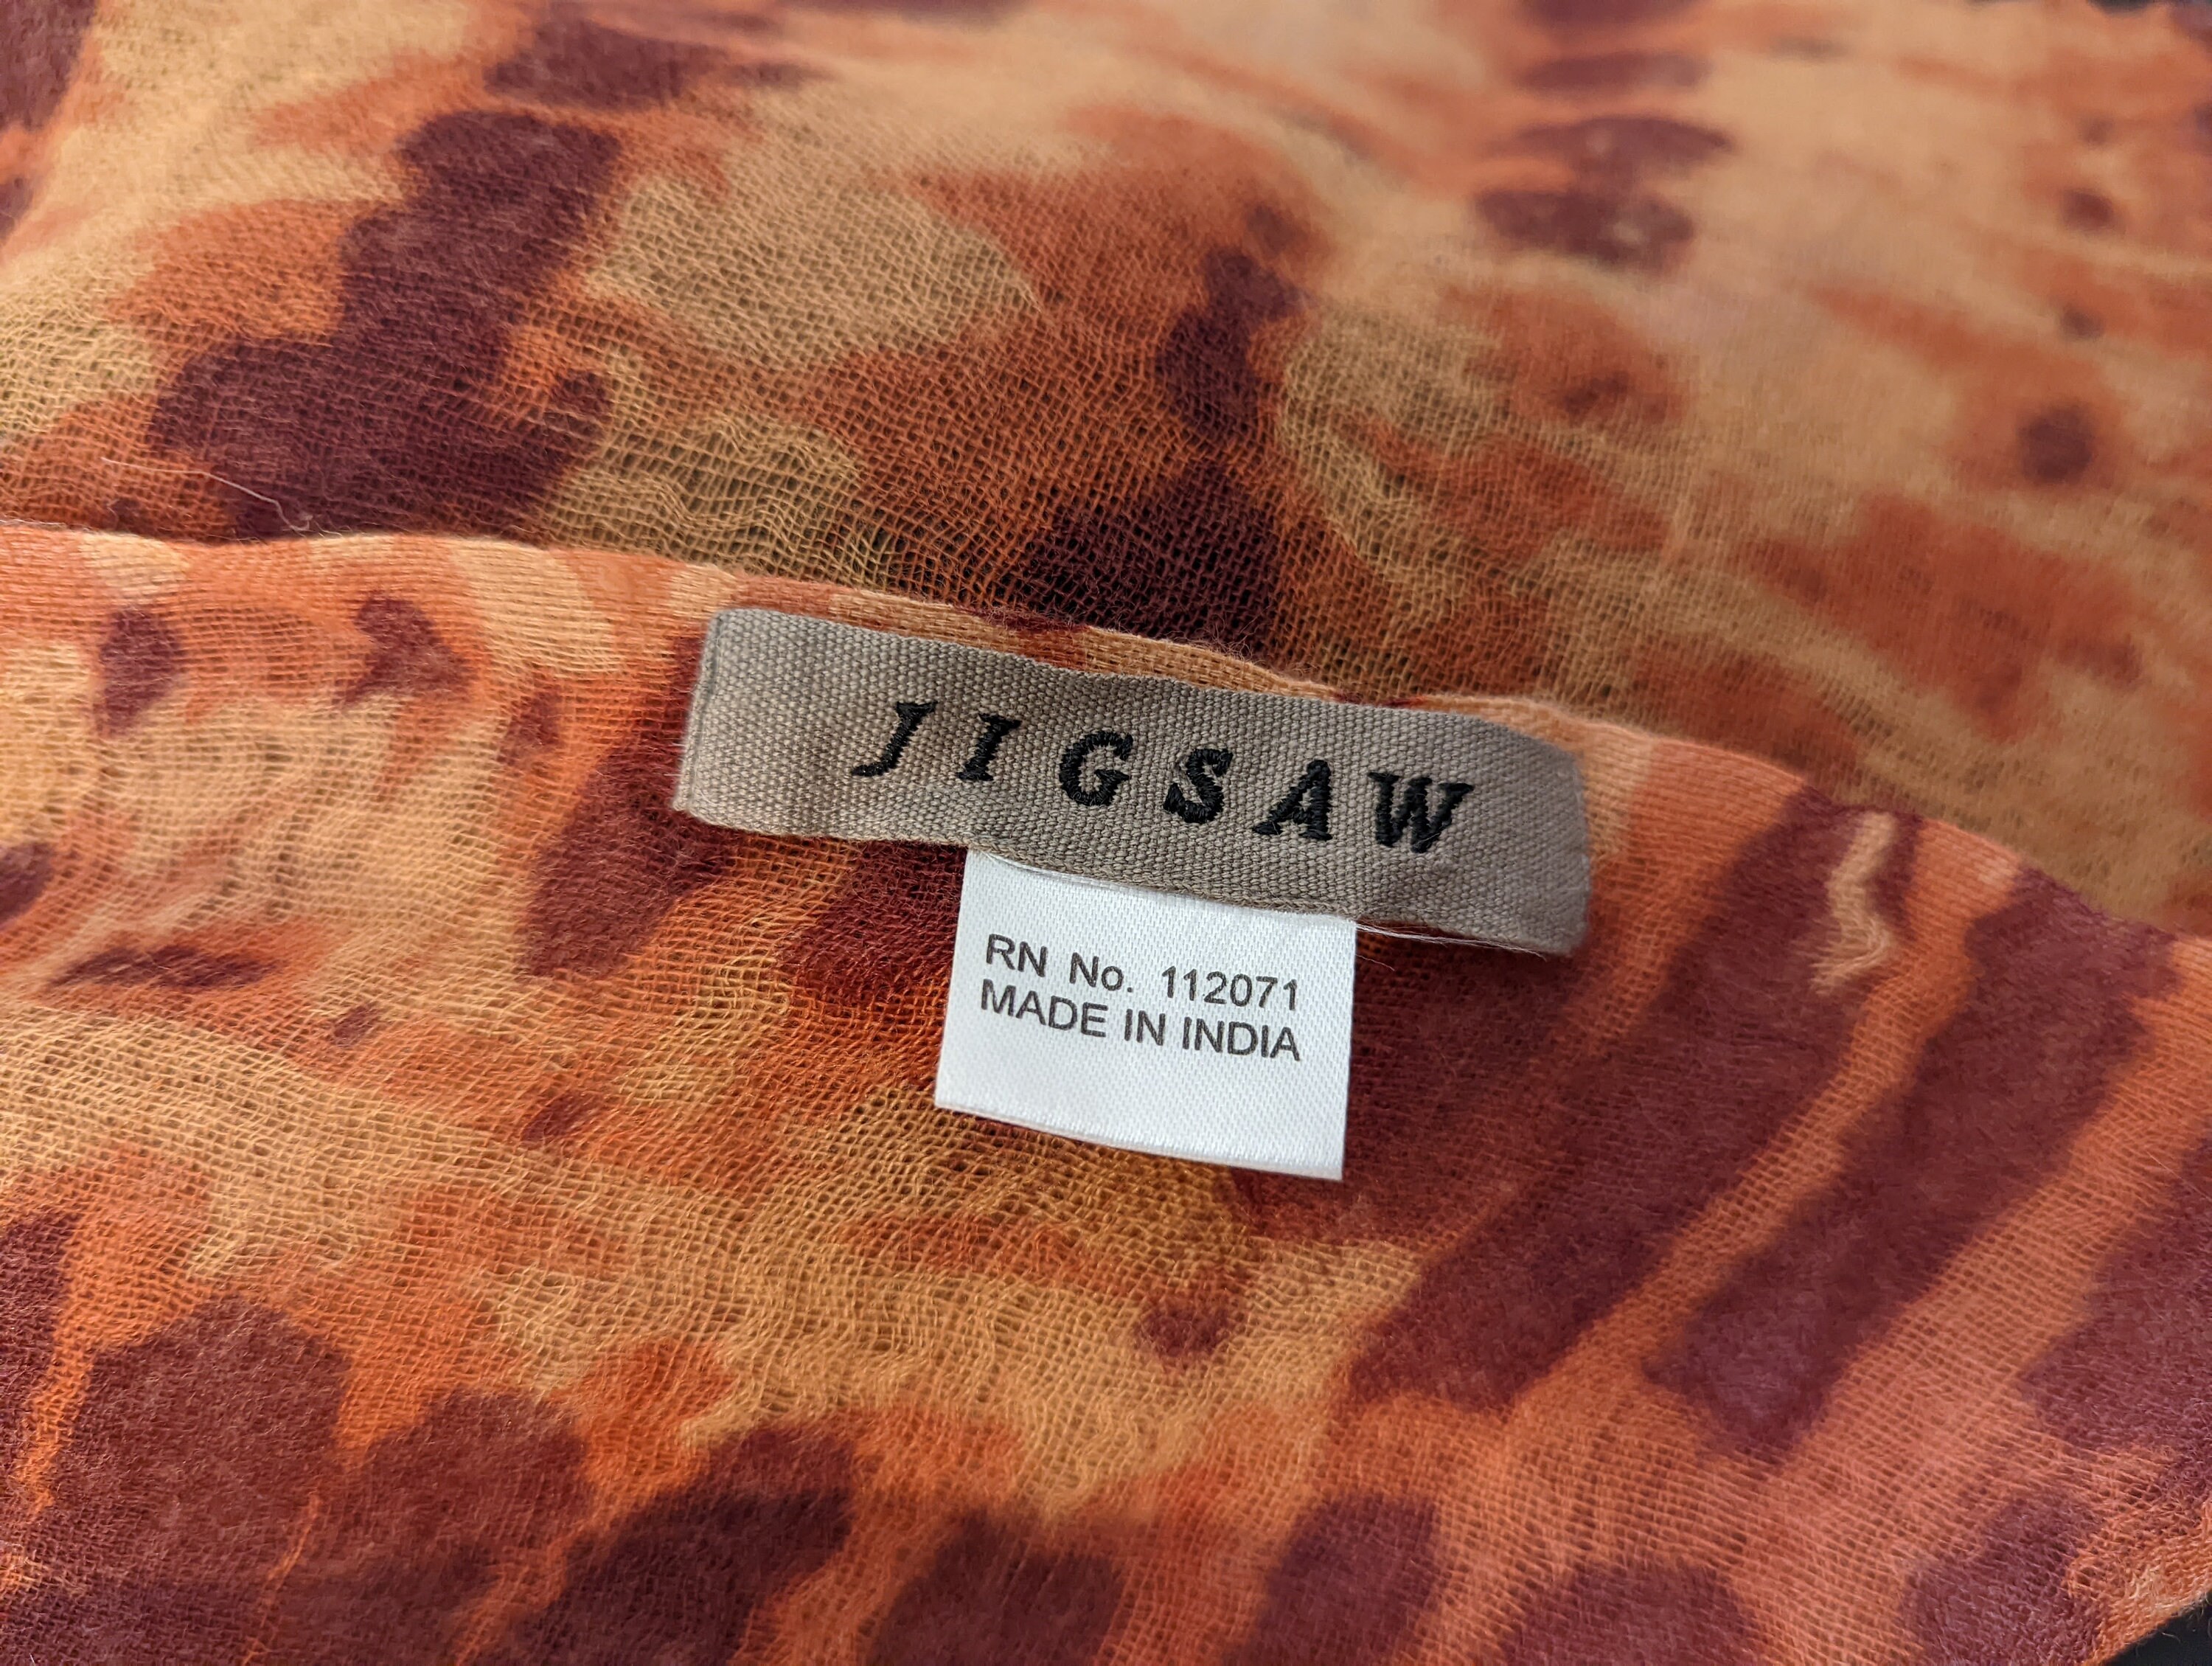 JIGSAW
RN No. 112071
MADE IN INDIA